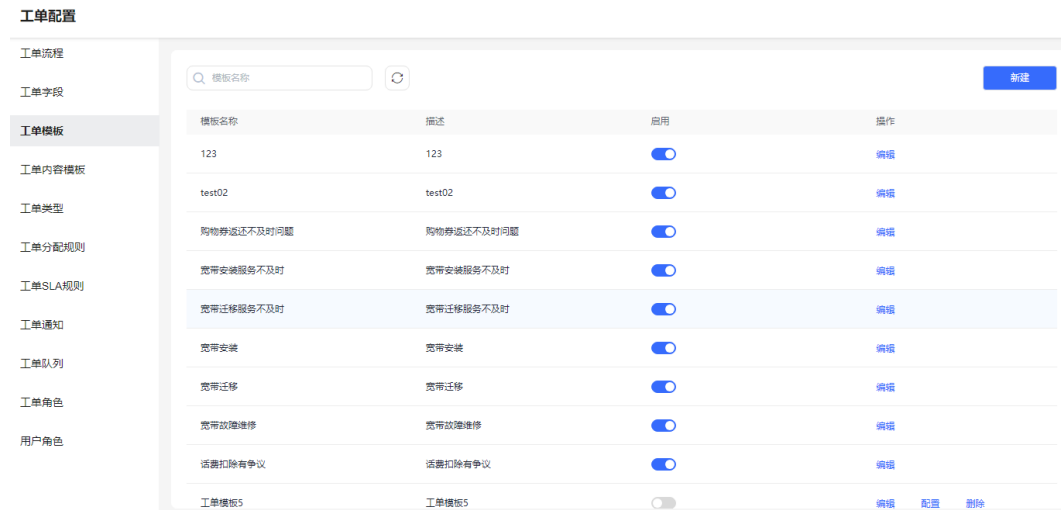 工单配置
工单流程
工单字段
工单模板
工单内容模板
工单类型
工单分配规则
工单SLA规则
工单通知
工单队列
工单角色
用户角色
模板名称 新建
模板名称 描述 启用 操作
123 123 编辑
test02 test02 编辑
购物券返还不及时问题 购物券返还不及时问题 编辑
宽带安装服务不及时 宽带安装服务不及时 编辑
宽带迁移服务不及时 宽带迁移服务不及时 编辑
宽带安装 宽带安装 编辑
宽带迁移 宽带迁移 编辑
宽带故障维修 宽带故障维修 编辑
话费扣除有争议 话费扣除有争议 编辑
工单模板5 工单模板5 编辑 配置 删除